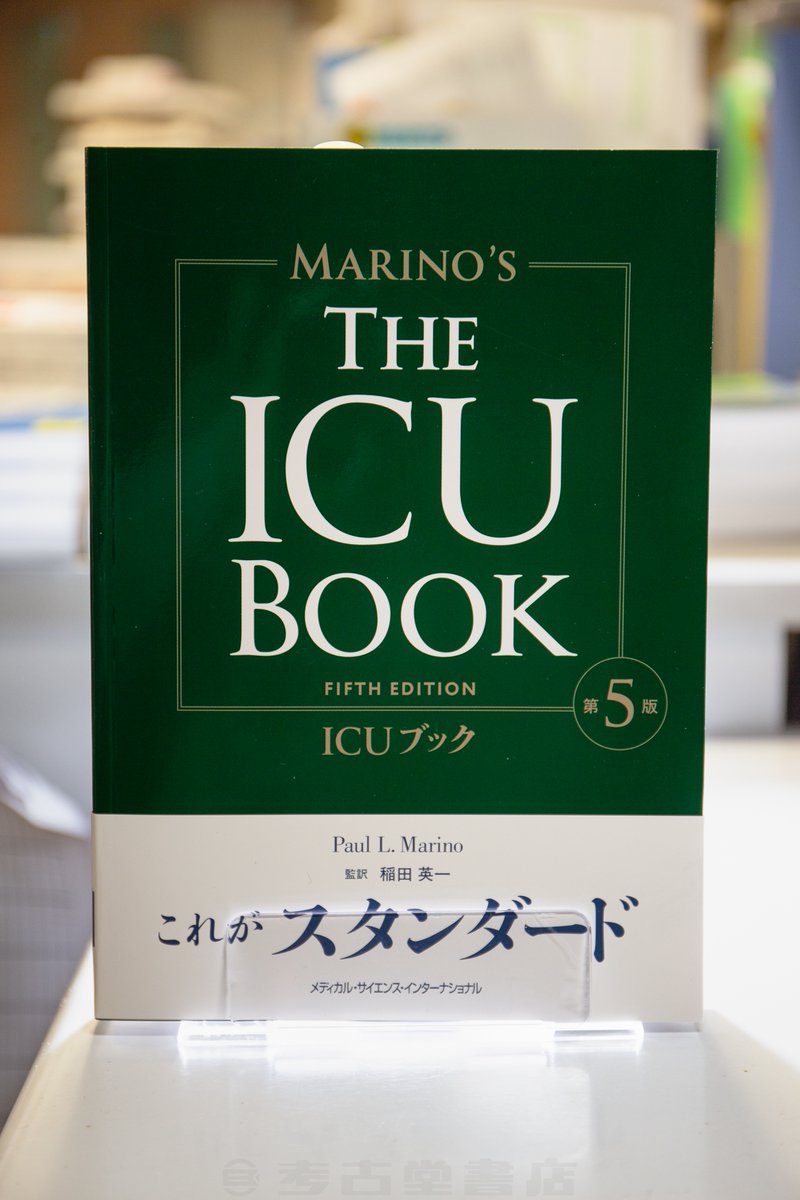 MARINO'S
THE
ICU
BOOK
FIFTH EDITION
第5版
ICUブック
Paul L. Marino
監訳 稲田 英一
これが スタンダード
メディカル・サイエンス・インターナショナル
考古堂書店